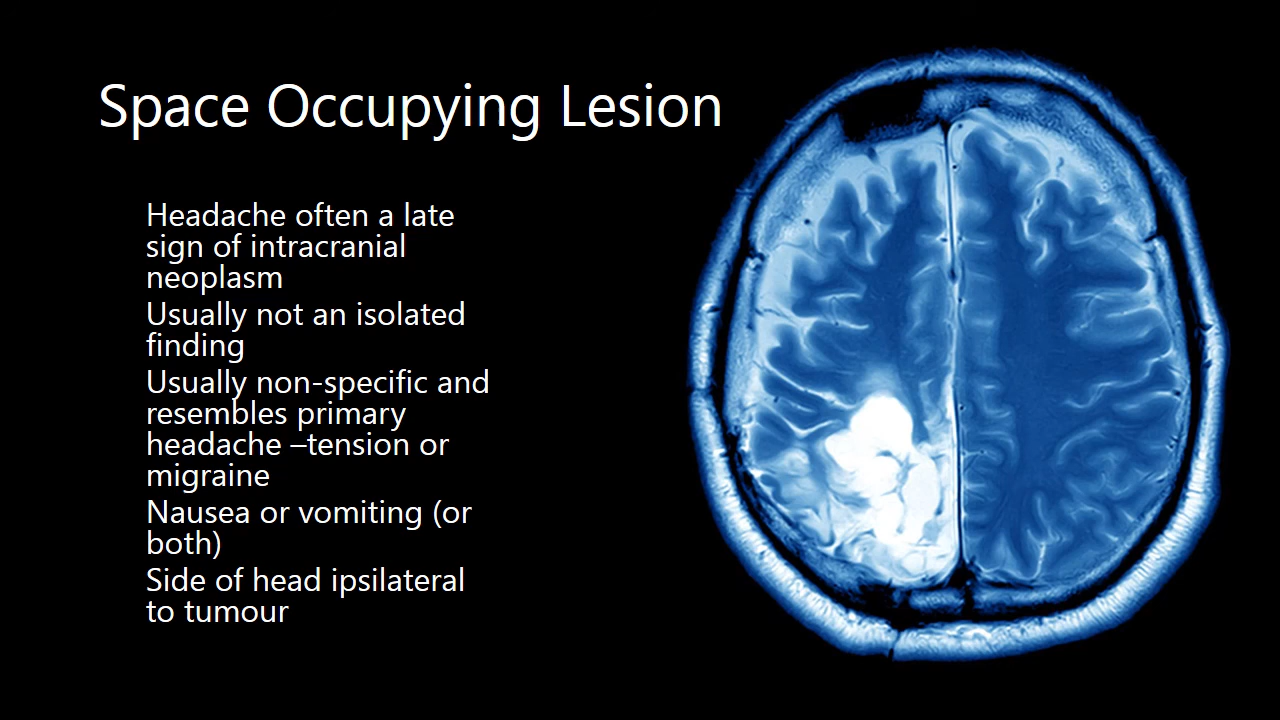 Space Occupying Lesion
Headache often a late
sign of intracranial
neoplasm
Usually not an isolated
finding
Usually non-specific and
resembles primary
headache –tension or
migraine
Nausea or vomiting (or
both)
Side of head ipsilateral
to tumour